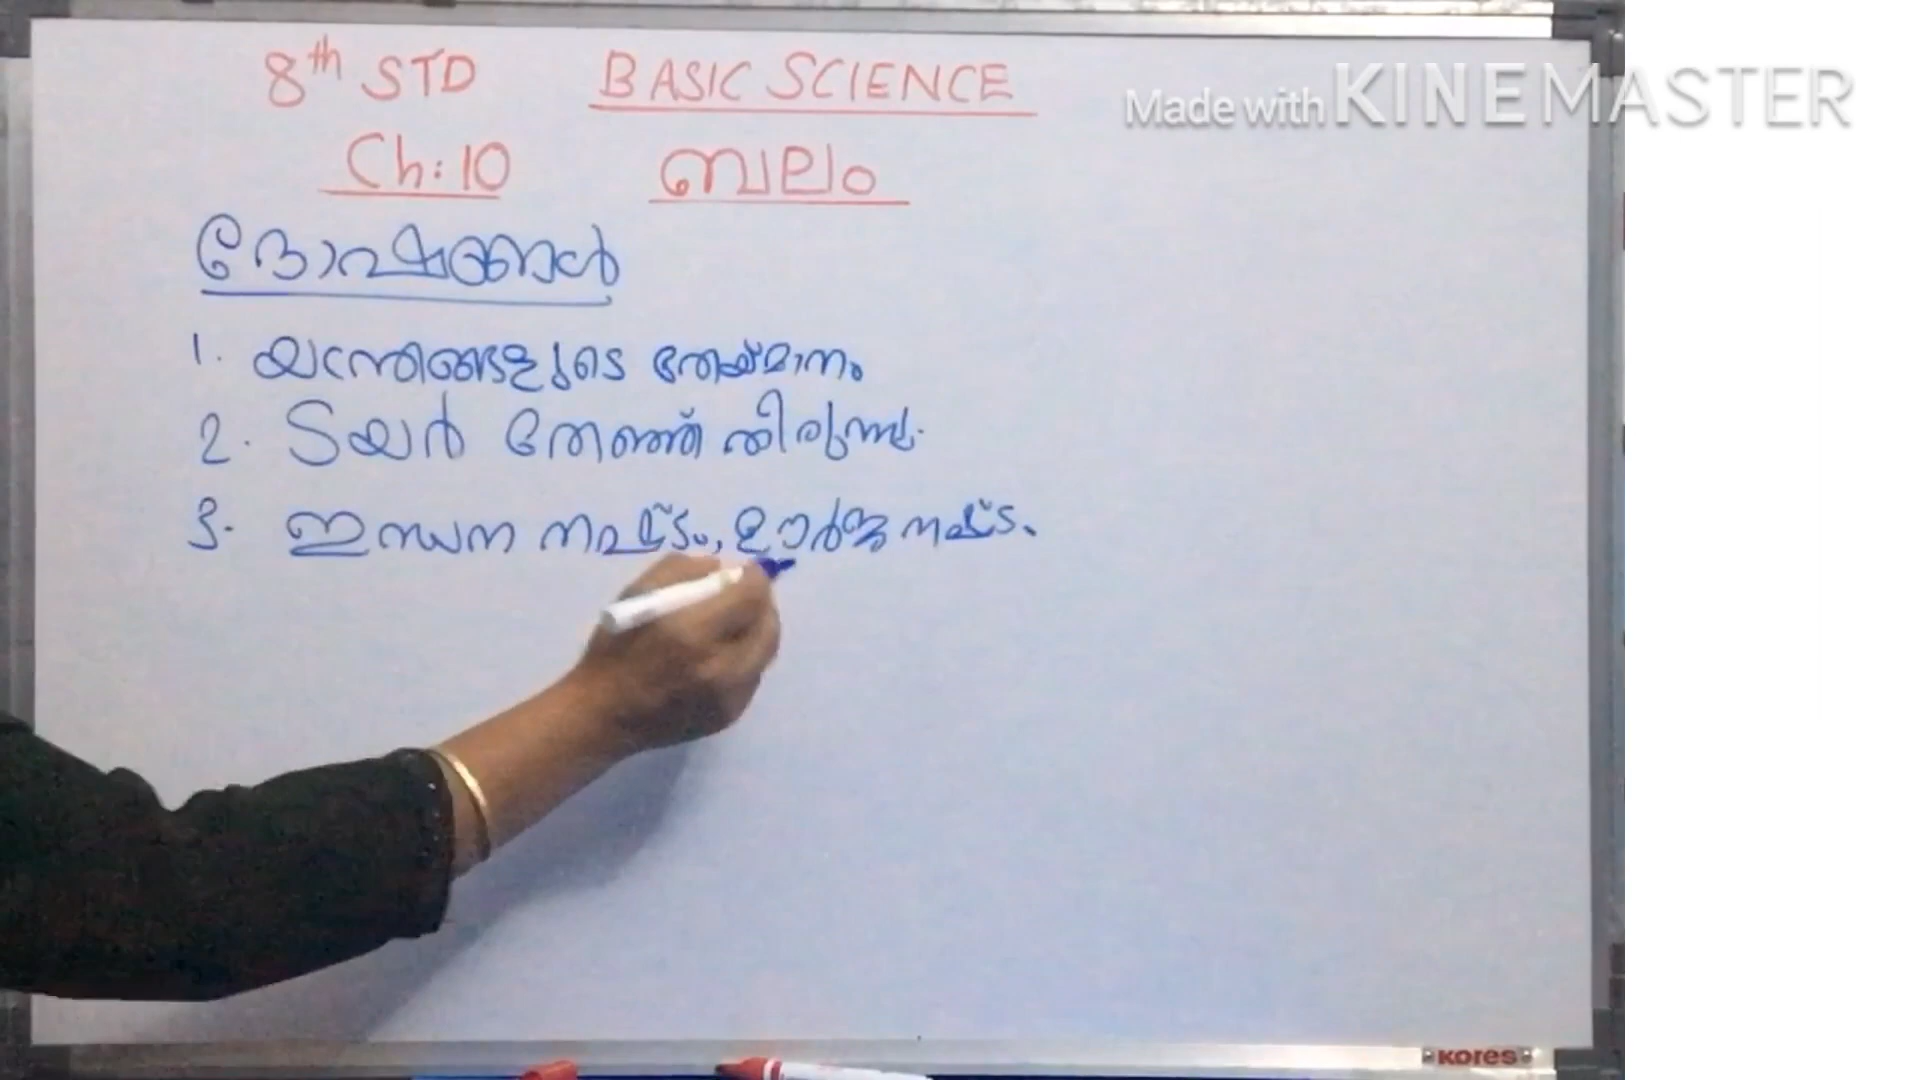 8th STD BASIC SCIENCE
Made with KINEMASTER
Ch:10 ബലം
ദോഷങ്ങൾ
1. യന്ത്രങ്ങളുടെ തേയ്മാനം
2. ടയർ തേഞ്ഞ് തീരുന്നു.
3. ഇന്ധന നഷ്ടം, ഊർജ്ജ നഷ്ടം
KORES